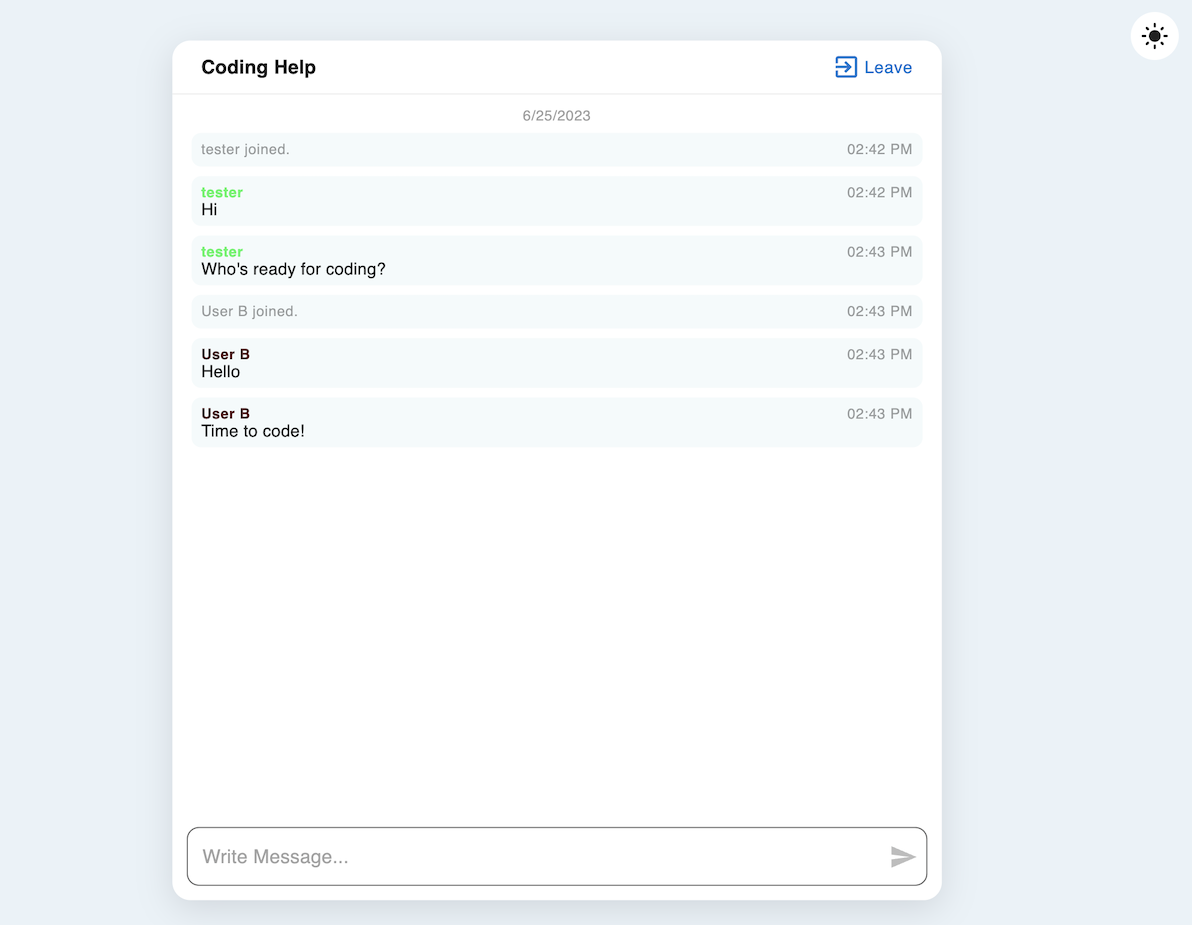 Coding Help
Leave
6/25/2023
tester joined.
02:42 PM
tester
02:42 PM
Hi
tester
02:43 PM
Who's ready for coding?
User B joined.
02:43 PM
User B
02:43 PM
Hello
User B
02:43 PM
Time to code!
Write Message...